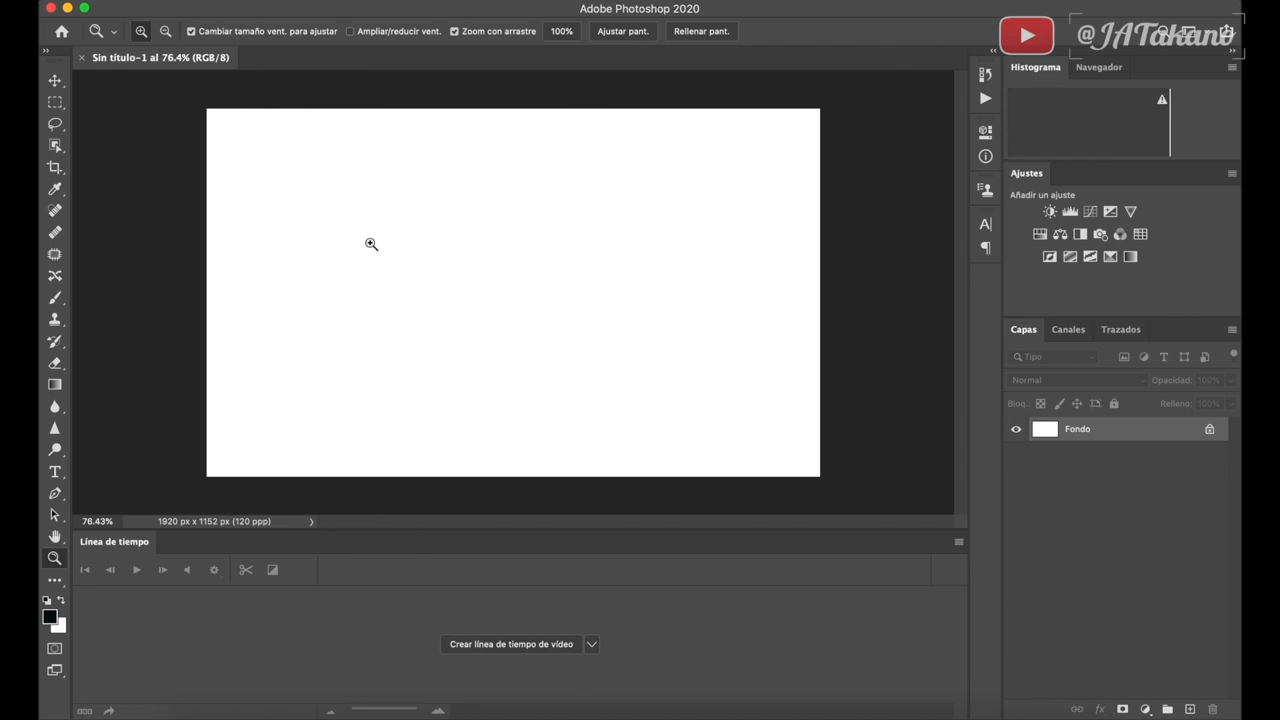 Adobe Photoshop 2020
Cambiar tamaño vent. para ajustar
Ampliar/reducir vent.
Zoom con arrastre
100%
Ajustar pant.
Rellenar pant.
@JATakano
Sin título-1 al 76.4% (RGB/8)
Histograma
Navegador
Ajustes
Añadir un ajuste
Capas
Canales
Trazados
Tipo
Normal
Opacidad: 100%
Bloq.:
Relleno: 100%
Fondo
76.43%
1920 px x 1152 px (120 ppp)
Línea de tiempo
Crear línea de tiempo de vídeo